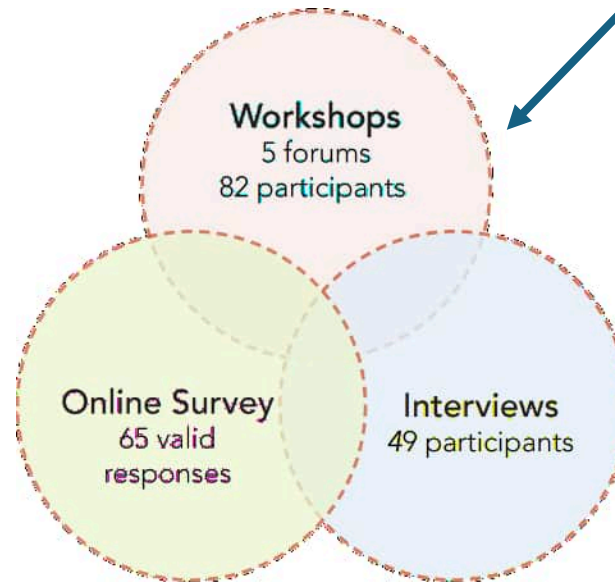 Workshops
5 forums
82 participants
Online Survey
65 valid
responses
Interviews
49 participants